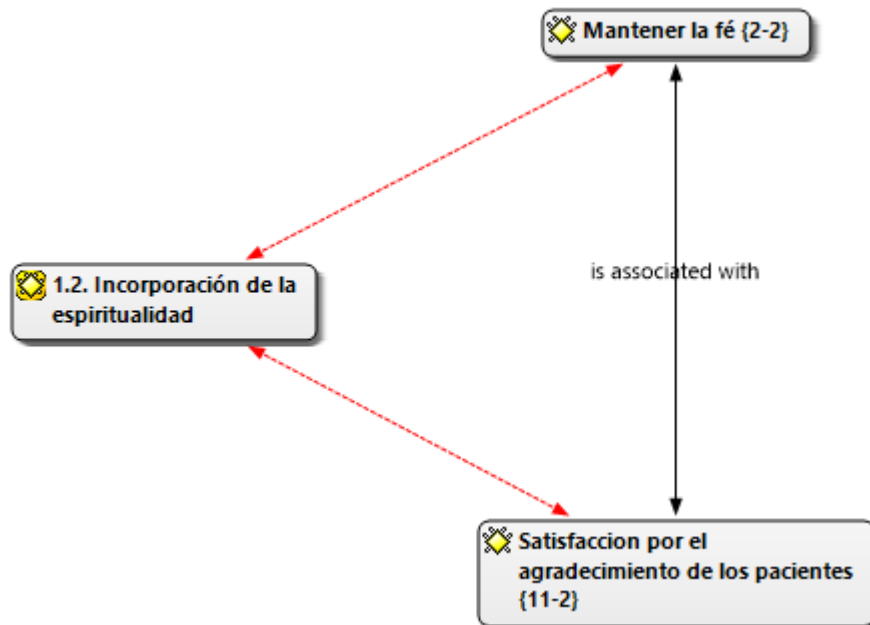 Mantener la fé {2-2}
is associated with
1.2. Incorporación de la
espiritualidad
Satisfaccion por el
agradecimiento de los pacientes
{11-2}